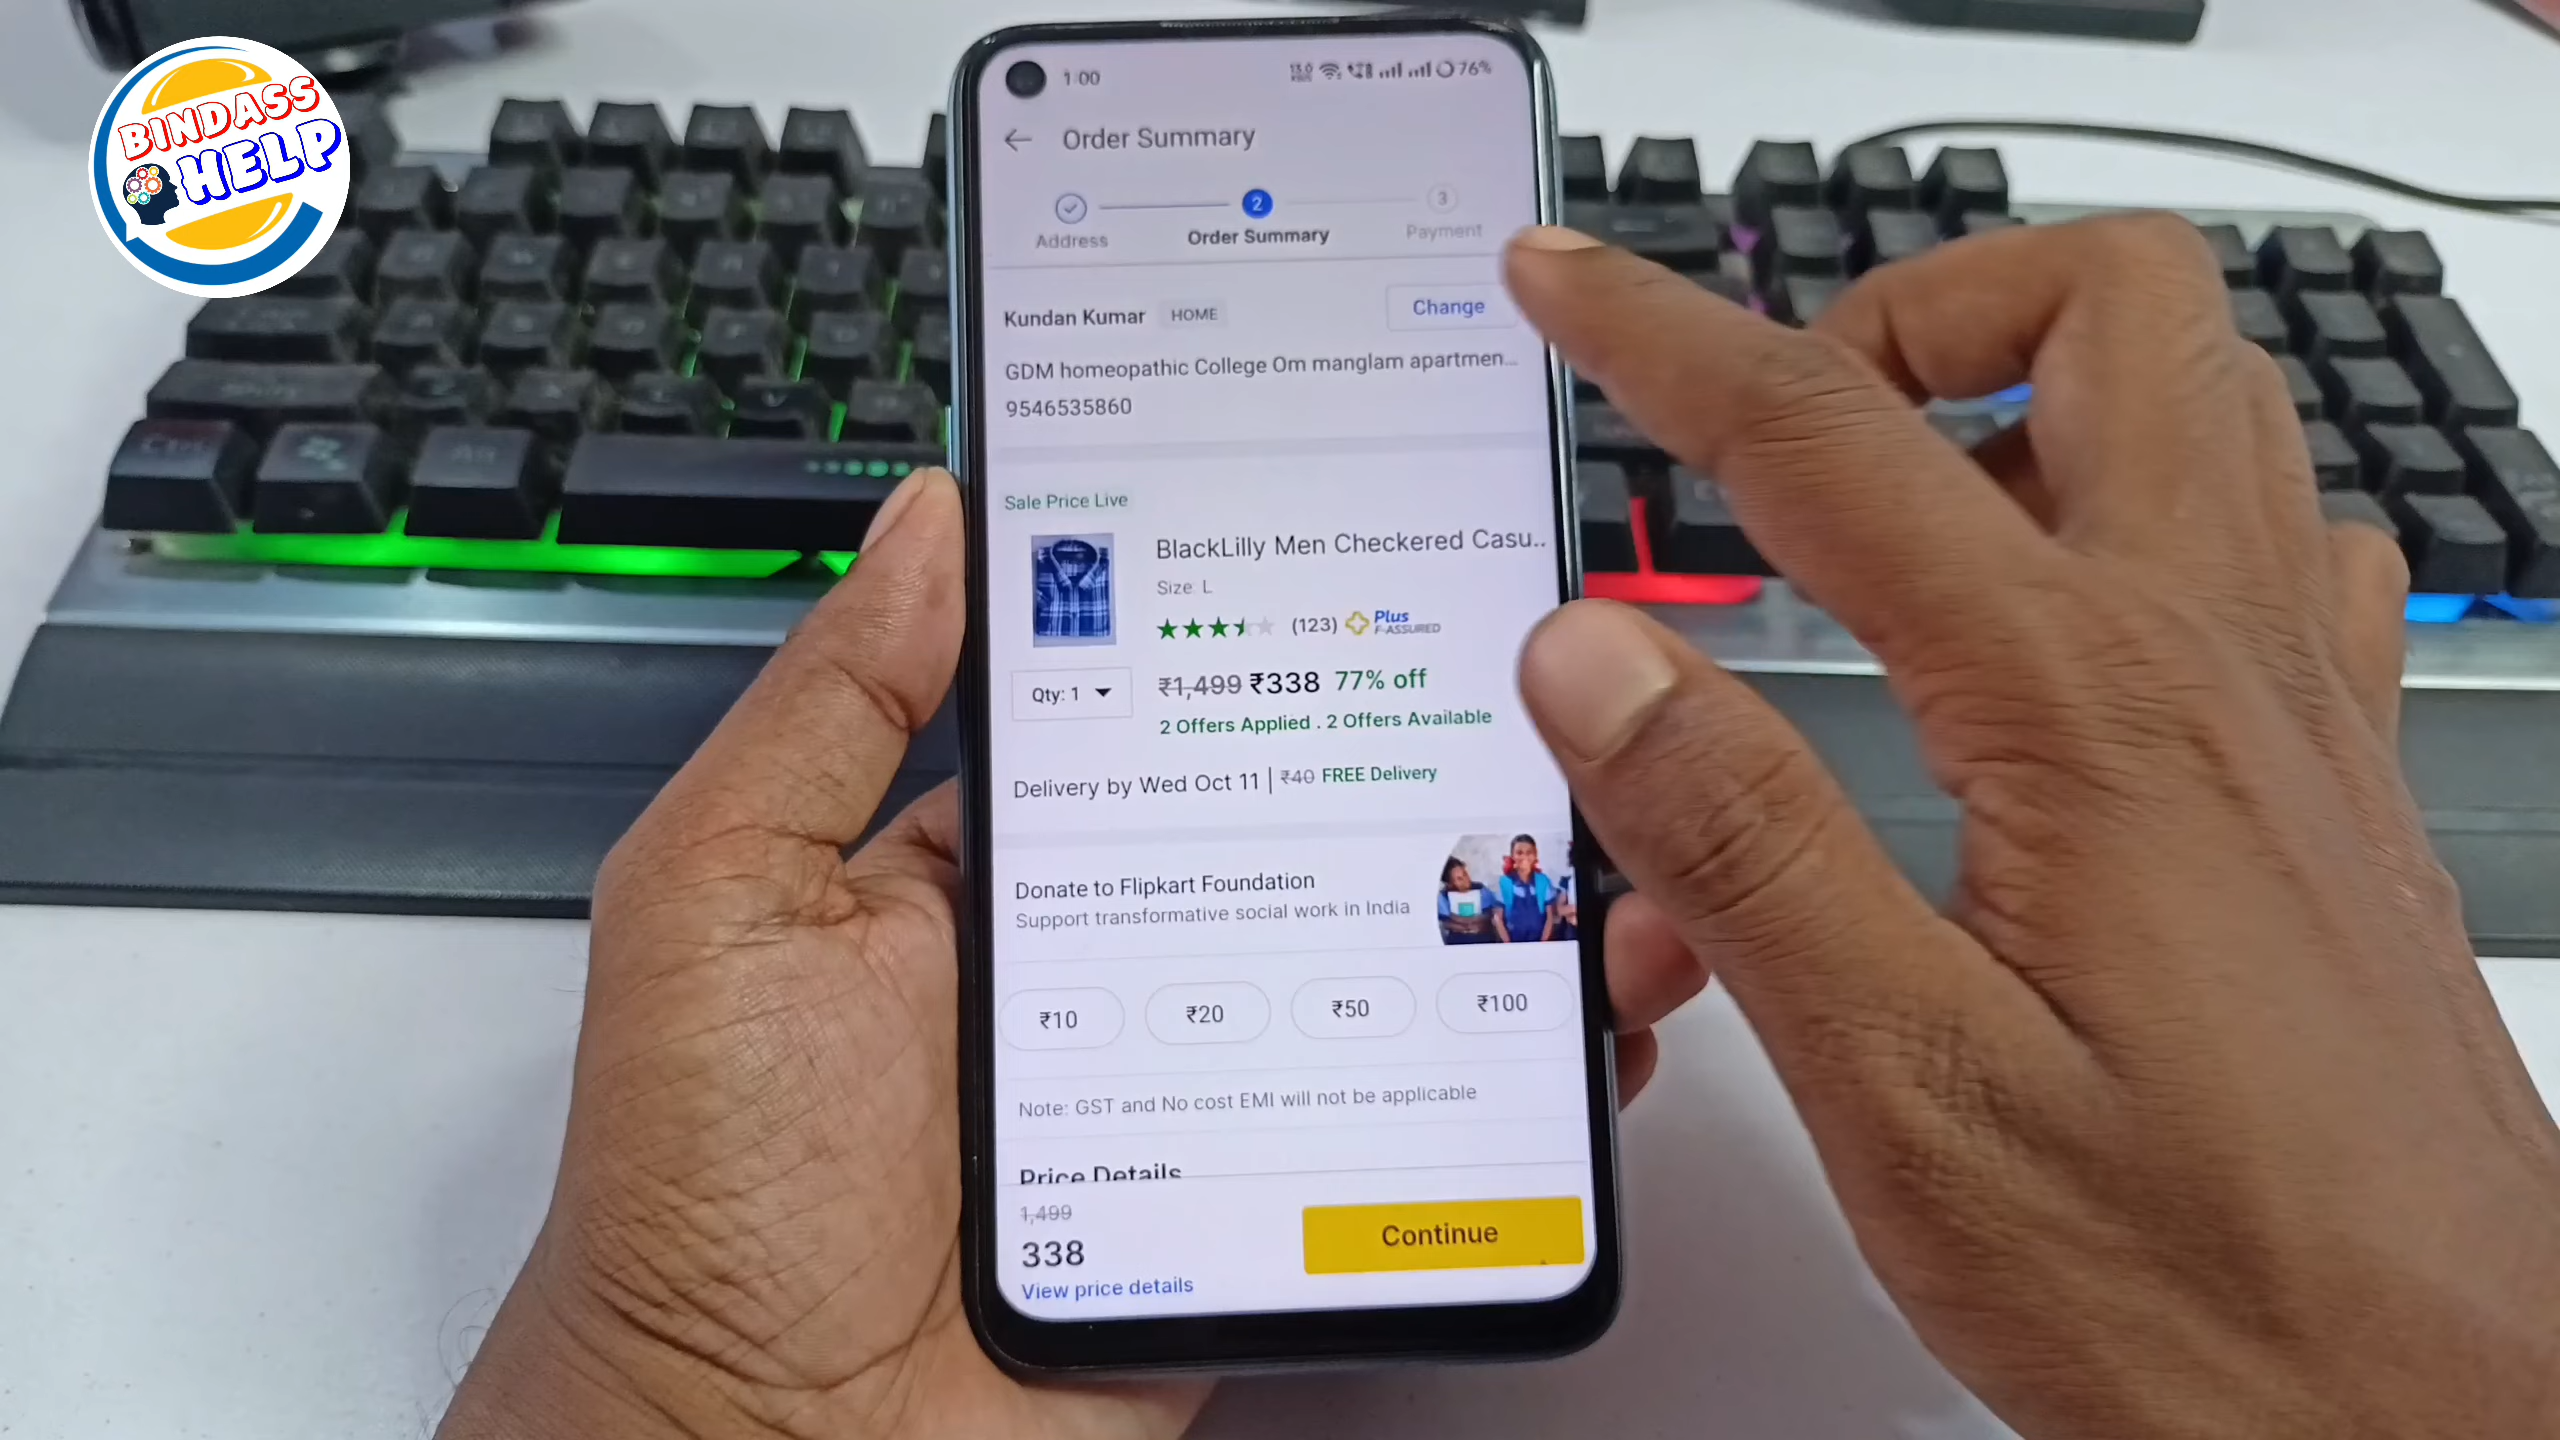 BINDASS
HELP
1:00
76%
Order Summary
2
3
Address
Order Summary
Payment
Kundan Kumar HOME
Change
GDM homeopathic College Om manglam apartmen...
9546535860
Sale Price Live
BlackLilly Men Checkered Casu..
Size: L
(123) Plus
F-ASSURED
Qty: 1
₹1,499 ₹338 77% off
2 Offers Applied . 2 Offers Available
Delivery by Wed Oct 11 | ₹40 FREE Delivery
Donate to Flipkart Foundation
Support transformative social work in India
₹10 ₹20 ₹50 ₹100
Note: GST and No cost EMI will not be applicable
Price Details
1,499
338
View price details
Continue